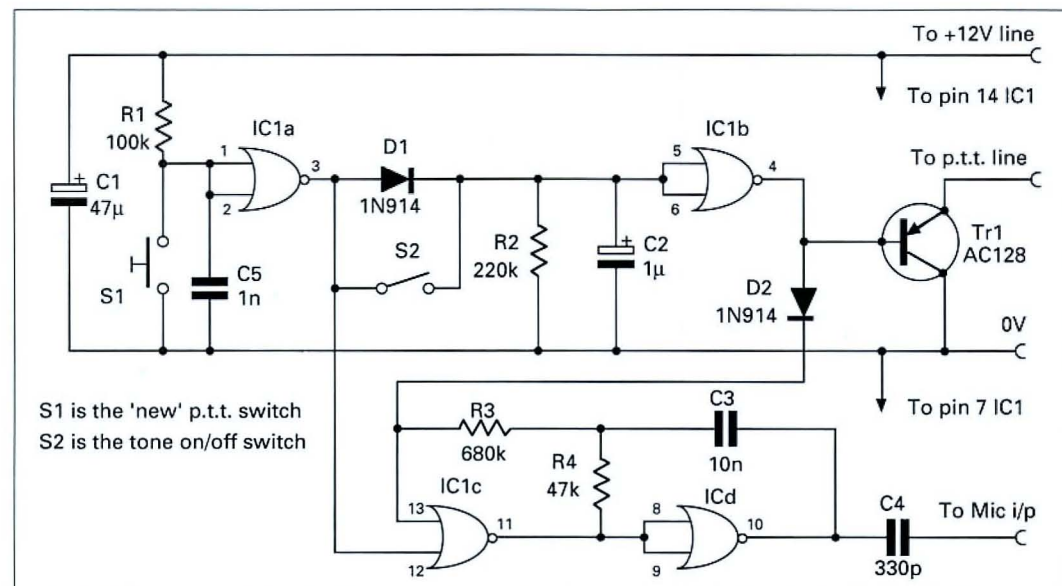 To +12V line
To pin 14 IC1
R1
100k
IC1a
1
2
3
D1
1N914
IC1b
5
6
4
To p.t.t. line
C1
47μ
+
S1
C5
1n
S2
R2
220k
+
C2
1μ
Tr1
AC128
D2
1N914
0V
To pin 7 IC1
S1 is the 'new' p.t.t. switch
S2 is the tone on/off switch
R3
680k
C3
10n
R4
47k
IC1c
13
12
11
ICd
8
9
10
C4
330p
To Mic i/p